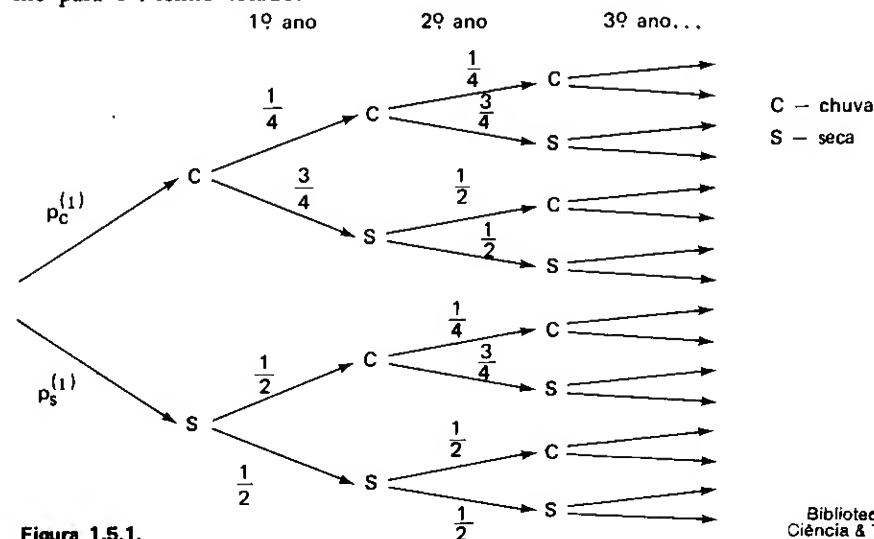 1º ano 2º ano 3º ano...
C – chuva
S – seca
p_C^(1)
p_S^(1)
C
S
1/4
3/4
1/2
1/2
C
S
C
S
1/4
3/4
1/2
1/2
1/4
3/4
1/2
1/2
C
S
C
S
C
S
C
S
Figura 1.5.1.
Ciência &